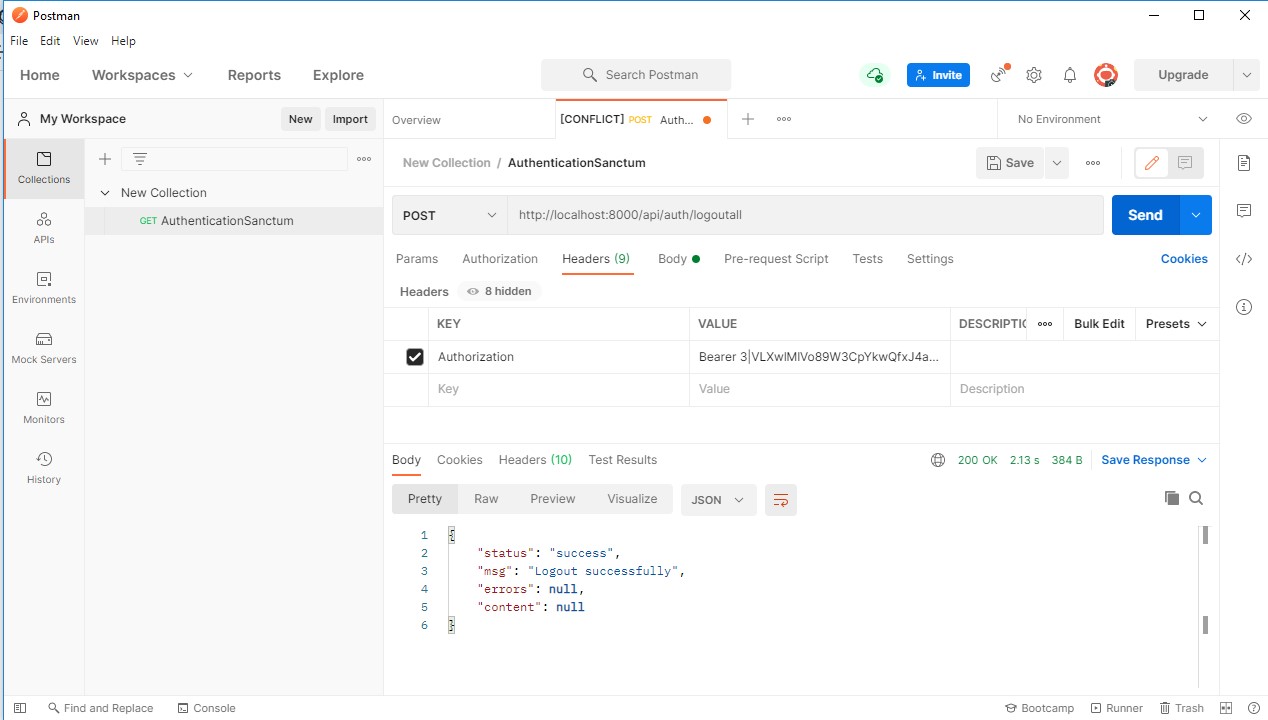 Postman
File Edit View Help
Home Workspaces Reports Explore Search Postman Invite Upgrade
My Workspace New Import Overview [CONFLICT] POST Auth... No Environment
New Collection / AuthenticationSanctum Save
Collections
New Collection
GET AuthenticationSanctum
POST http://localhost:8000/api/auth/logoutall Send
APIs
Params Authorization Headers (9) Body Pre-request Script Tests Settings Cookies
Headers 8 hidden
Environments
KEY VALUE DESCRIPTIO Bulk Edit Presets
Mock Servers
Authorization Bearer 3|VLXwIMlVo89W3CpYkwQfxJ4a...
Key Value Description
Monitors
Body Cookies Headers (10) Test Results 200 OK 2.13 s 384 B Save Response
History
Pretty Raw Preview Visualize JSON
1 {
2 "status": "success",
3 "msg": "Logout successfully",
4 "errors": null,
5 "content": null
6 }
Find and Replace Console Bootcamp Runner Trash